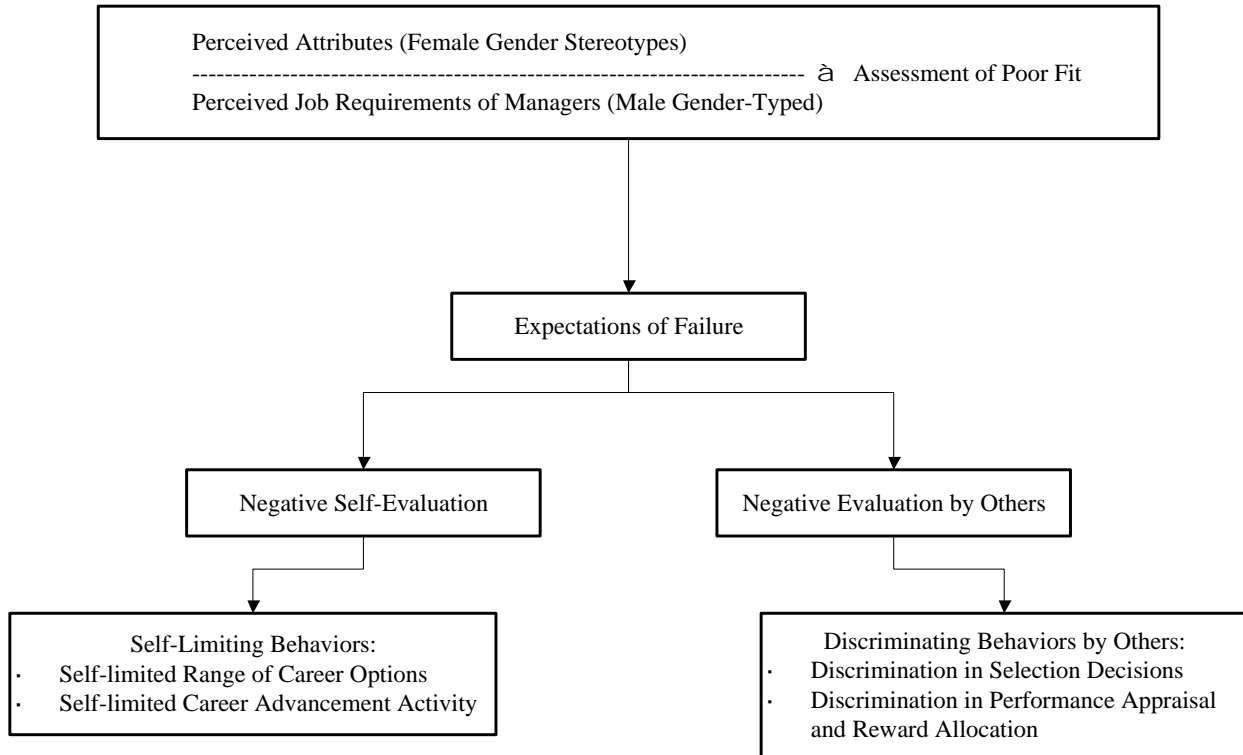 Perceived Attributes (Female Gender Stereotypes)
--------------------------------------------------------------------------- à Assessment of Poor Fit
Perceived Job Requirements of Managers (Male Gender-Typed)
Expectations of Failure
Negative Self-Evaluation
Negative Evaluation by Others
Self-Limiting Behaviors:
· Self-limited Range of Career Options
· Self-limited Career Advancement Activity
Discriminating Behaviors by Others:
· Discrimination in Selection Decisions
· Discrimination in Performance Appraisal
and Reward Allocation